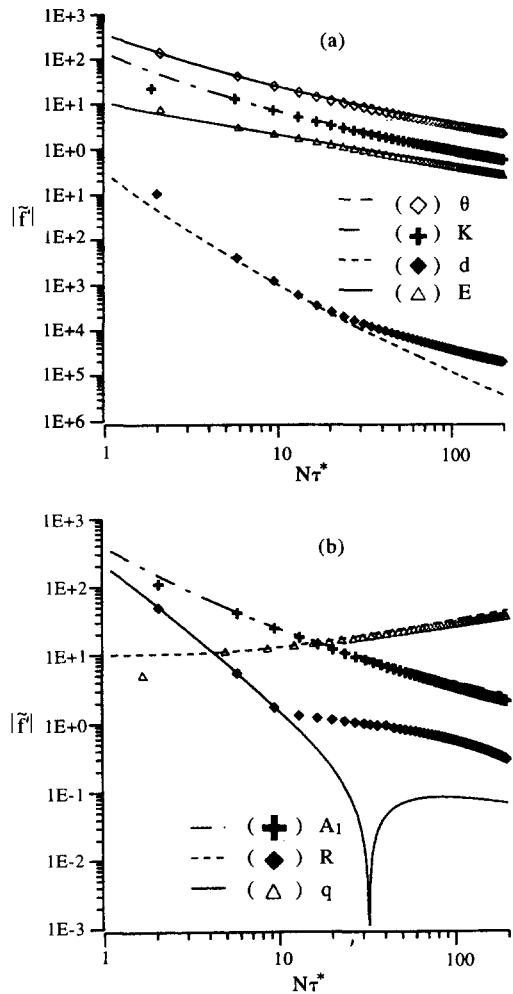 1E+3
(a)
1E+2
1E+1
1E+0
1E+1
|f̃'|
1E+2
1E+3
1E+4
1E+5
1E+6
( ◇ ) θ
( ✚ ) K
( ◆ ) d
( △ ) E
1 10 100
Nτ*
1E+3
(b)
1E+2
1E+1
|f̃'|
1E+0
1E-1
1E-2
1E-3
( ✚ ) A1
( ◆ ) R
( △ ) q
1 10 100
Nτ*